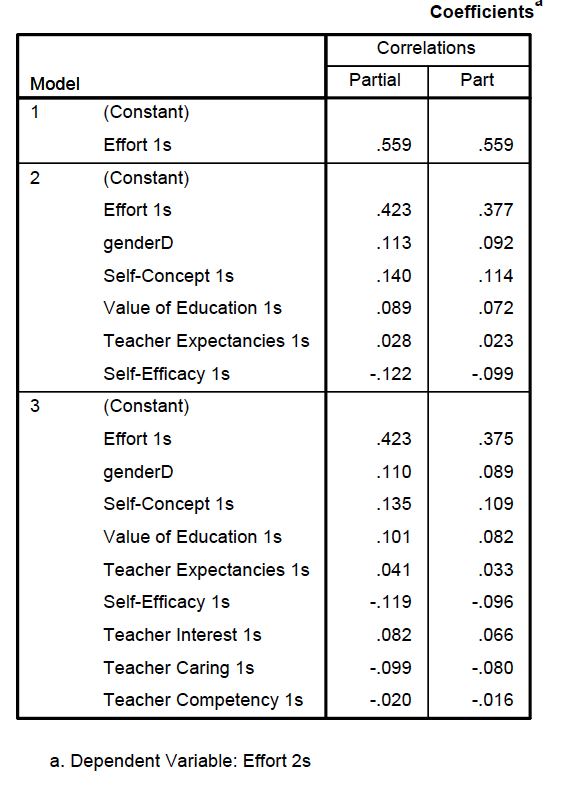 Coefficientsᵃ
Correlations
Model Partial Part
1 (Constant)
Effort 1s .559 .559
2 (Constant)
Effort 1s .423 .377
genderD .113 .092
Self-Concept 1s .140 .114
Value of Education 1s .089 .072
Teacher Expectancies 1s .028 .023
Self-Efficacy 1s -.122 -.099
3 (Constant)
Effort 1s .423 .375
genderD .110 .089
Self-Concept 1s .135 .109
Value of Education 1s .101 .082
Teacher Expectancies 1s .041 .033
Self-Efficacy 1s -.119 -.096
Teacher Interest 1s .082 .066
Teacher Caring 1s -.099 -.080
Teacher Competency 1s -.020 -.016
a. Dependent Variable: Effort 2s